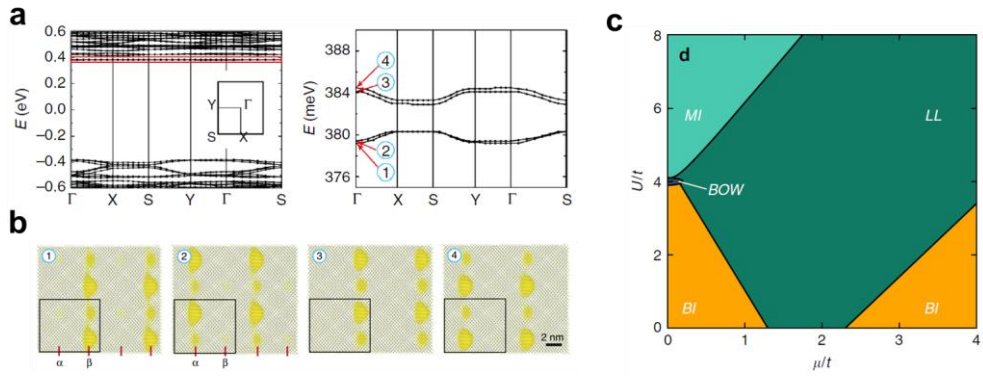 a
0.6
0.4
0.2
0.0
−0.2
−0.4
−0.6
E (eV)
Γ X S Y Γ S
Y Γ
S X
388
384
380
376
E (meV)
4
3
2
1
Γ X S Y Γ S
b
1 2 3 4
α β α β
2 nm
c
d
8
6
4
2
0
U/t
MI
LL
BOW
BI
BI
0 1 2 3 4
μ/t